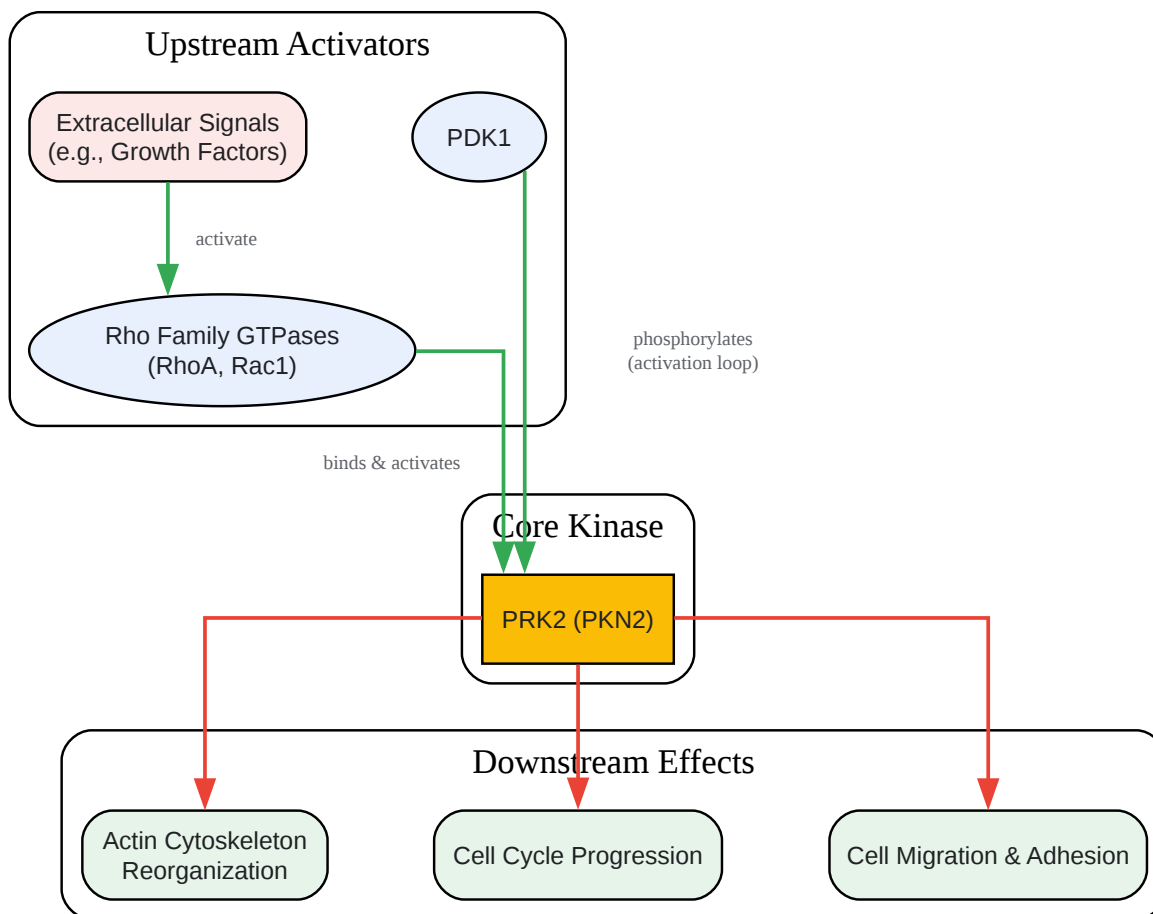 Upstream Activators
Extracellular Signals
(e.g., Growth Factors)
PDK1
activate
Rho Family GTPases
(RhoA, Rac1)
phosphorylates
(activation loop)
binds & activates
Core Kinase
PRK2 (PKN2)
Downstream Effects
Actin Cytoskeleton
Reorganization
Cell Cycle Progression
Cell Migration & Adhesion